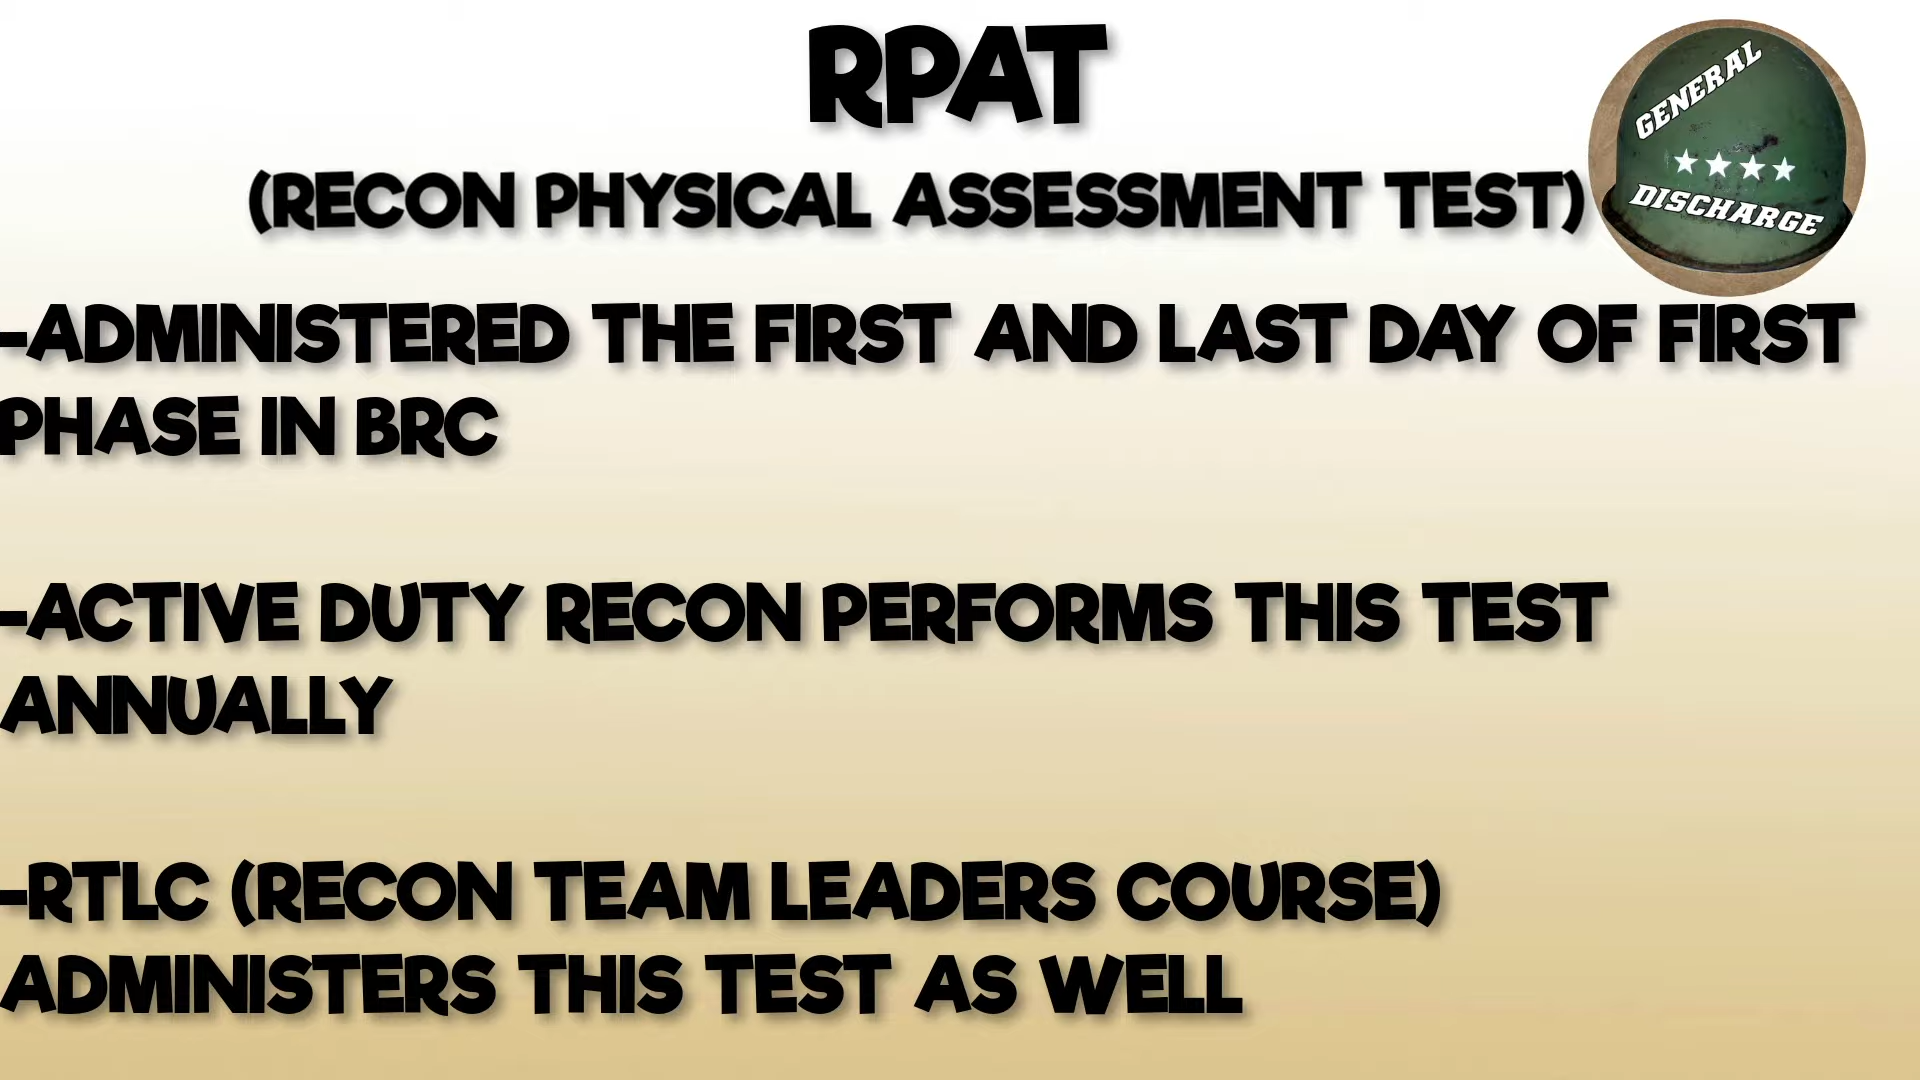 RPAT
(RECON PHYSICAL ASSESSMENT TEST)
GENERAL
DISCHARGE
-ADMINISTERED THE FIRST AND LAST DAY OF FIRST
PHASE IN BRC
-ACTIVE DUTY RECON PERFORMS THIS TEST
ANNUALLY
-RTLC (RECON TEAM LEADERS COURSE)
ADMINISTERS THIS TEST AS WELL